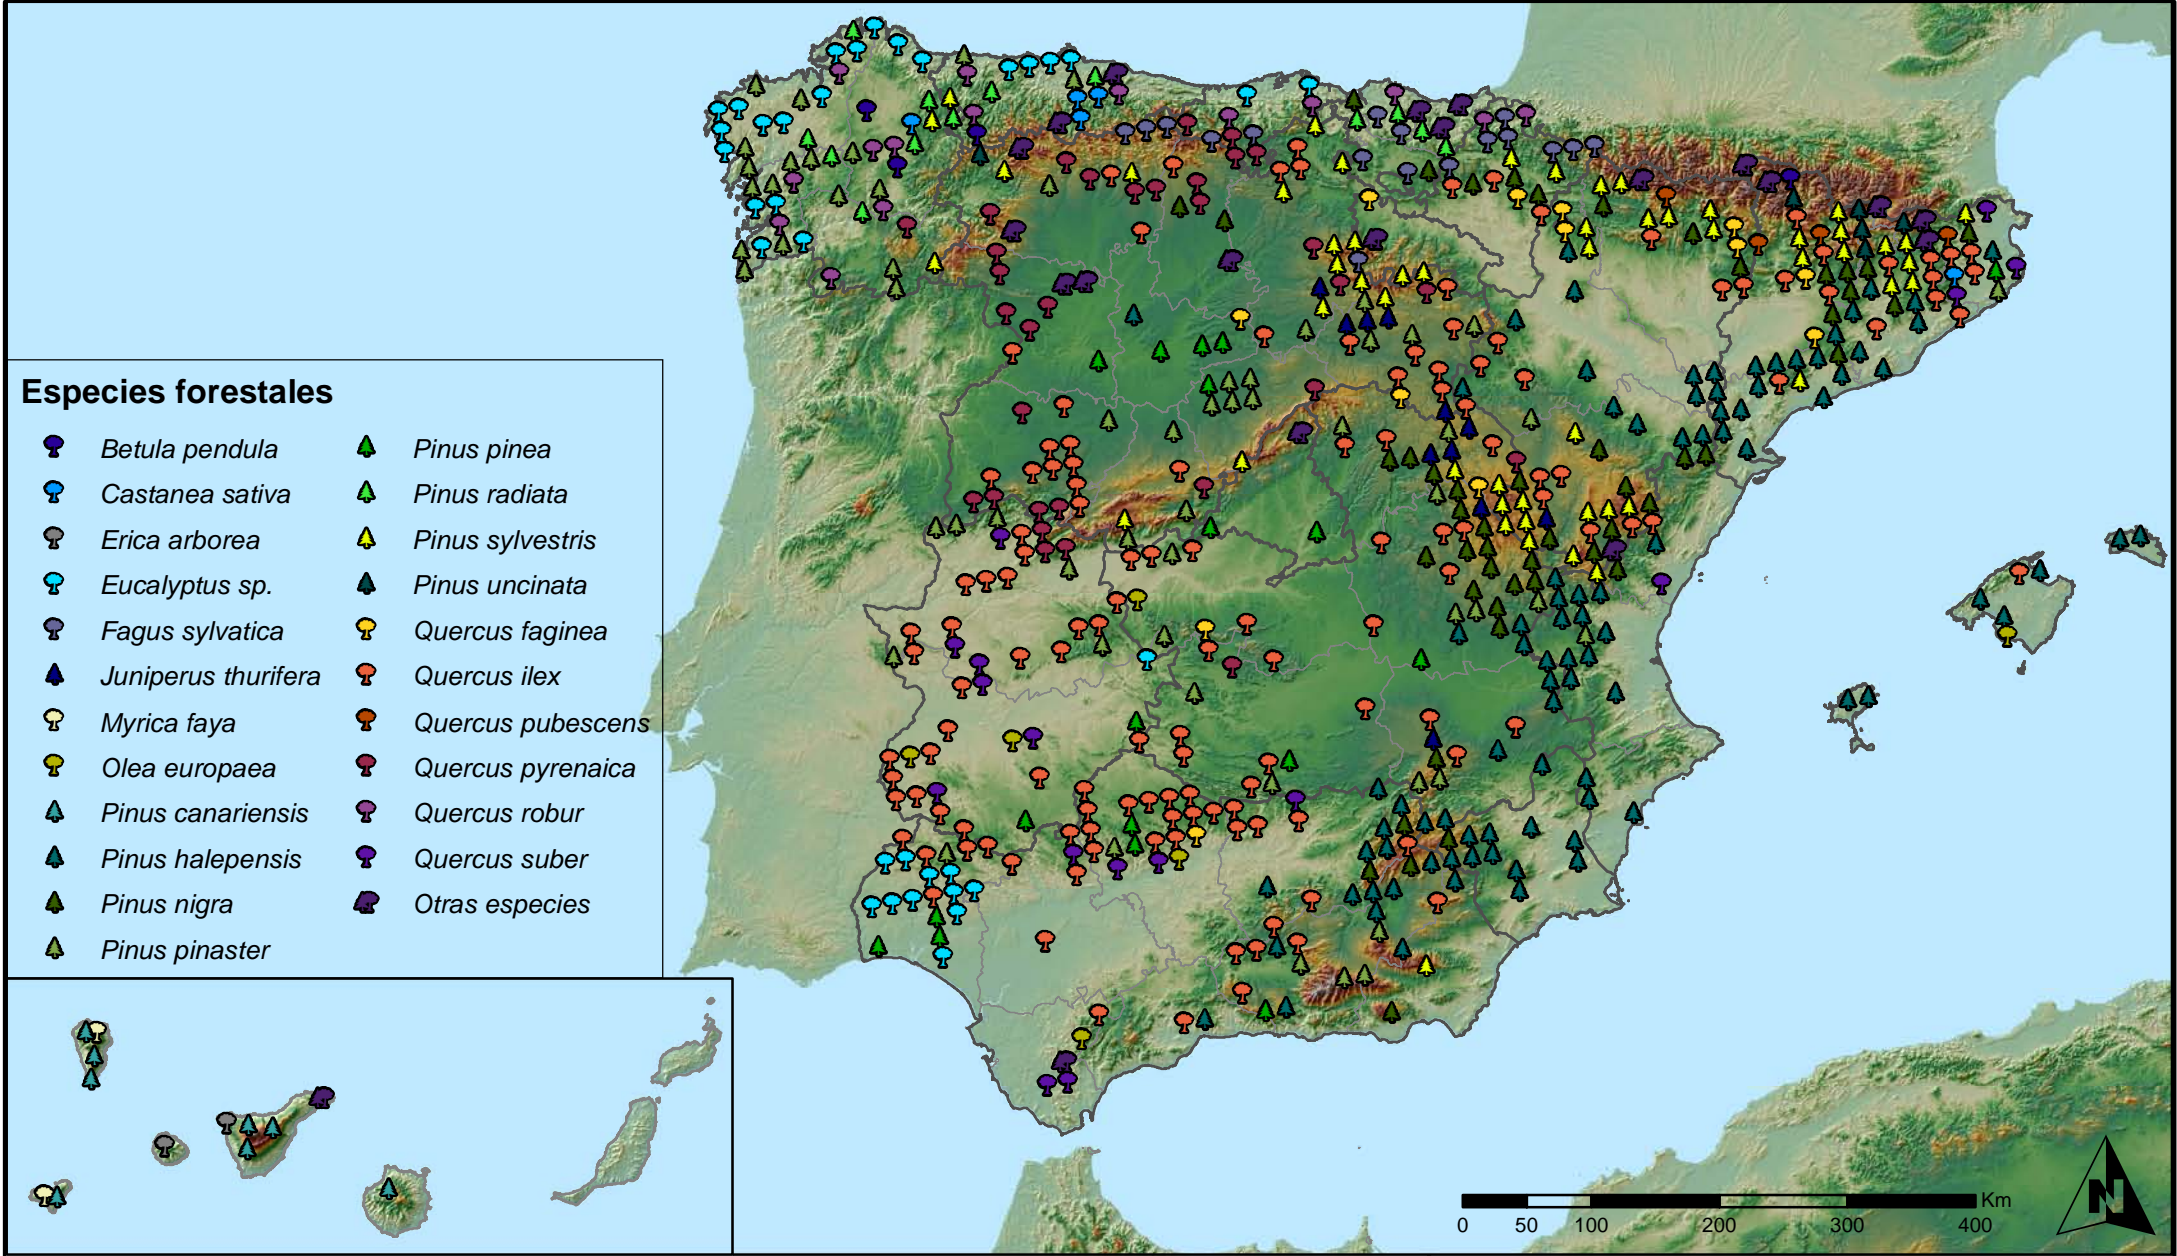 Especies forestales
Betula pendula
Castanea sativa
Erica arborea
Eucalyptus sp.
Fagus sylvatica
Juniperus thurifera
Myrica faya
Olea europaea
Pinus canariensis
Pinus halepensis
Pinus nigra
Pinus pinaster
Pinus pinea
Pinus radiata
Pinus sylvestris
Pinus uncinata
Quercus faginea
Quercus ilex
Quercus pubescens
Quercus pyrenaica
Quercus robur
Quercus suber
Otras especies
Km
0 50 100 200 300 400
N